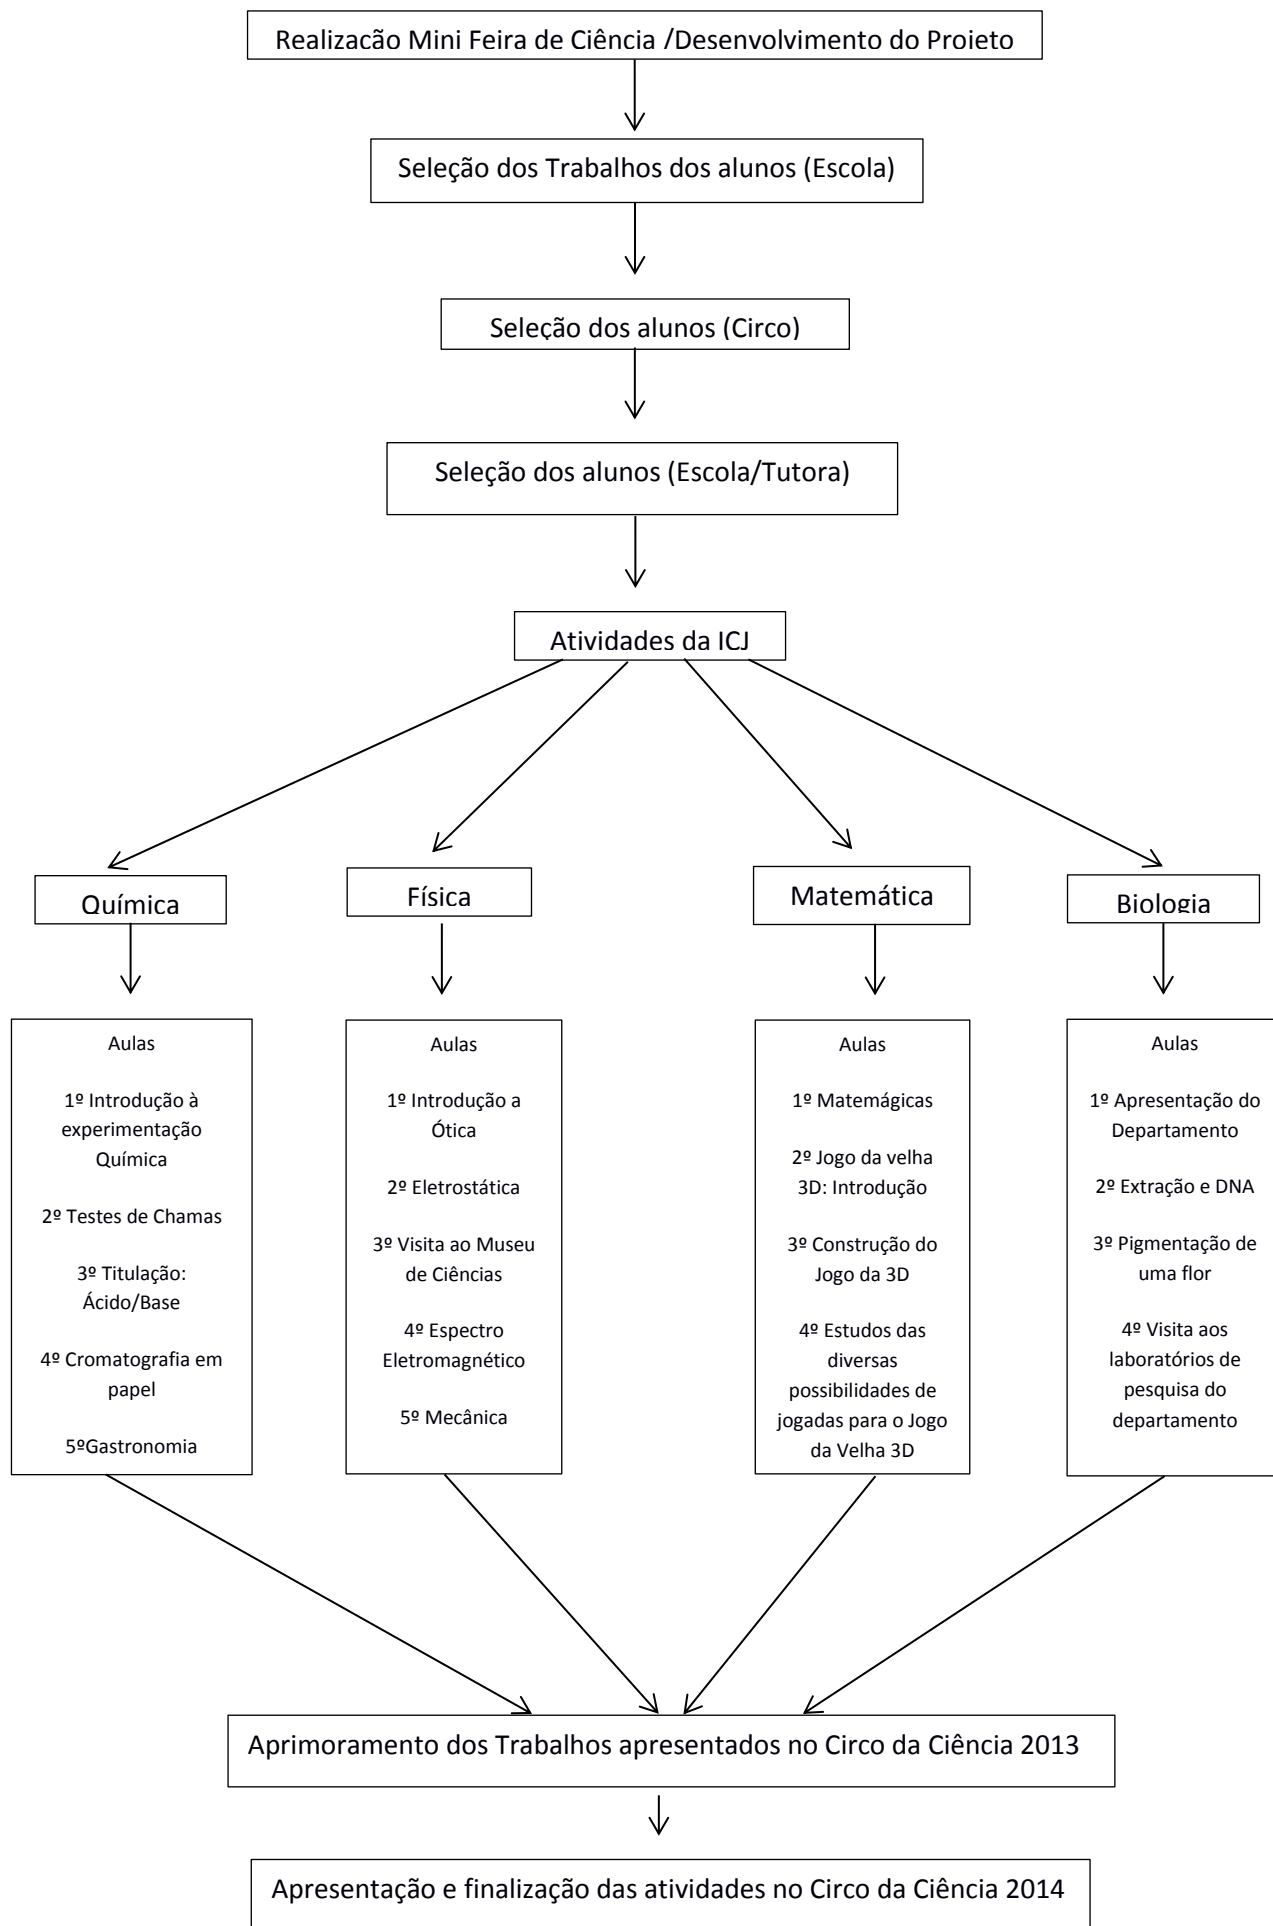 Realizacão Mini Feira de Ciência /Desenvolvimento do Projeto
Seleção dos Trabalhos dos alunos (Escola)
Seleção dos alunos (Circo)
Seleção dos alunos (Escola/Tutora)
Atividades da ICJ
Química
Física
Matemática
Biologia
Aulas
1º Introdução à
experimentação
Química
2º Testes de Chamas
3º Titulação:
Ácido/Base
4º Cromatografia em
papel
5ºGastronomia
Aulas
1º Introdução a
Ótica
2º Eletrostática
3º Visita ao Museu
de Ciências
4º Espectro
Eletromagnético
5º Mecânica
Aulas
1º Matemágicas
2º Jogo da velha
3D: Introdução
3º Construção do
Jogo da 3D
4º Estudos das
diversas
possibilidades de
jogadas para o Jogo
da Velha 3D
Aulas
1º Apresentação do
Departamento
2º Extração e DNA
3º Pigmentação de
uma flor
4º Visita aos
laboratórios de
pesquisa do
departamento
Aprimoramento dos Trabalhos apresentados no Circo da Ciência 2013
Apresentação e finalização das atividades no Circo da Ciência 2014